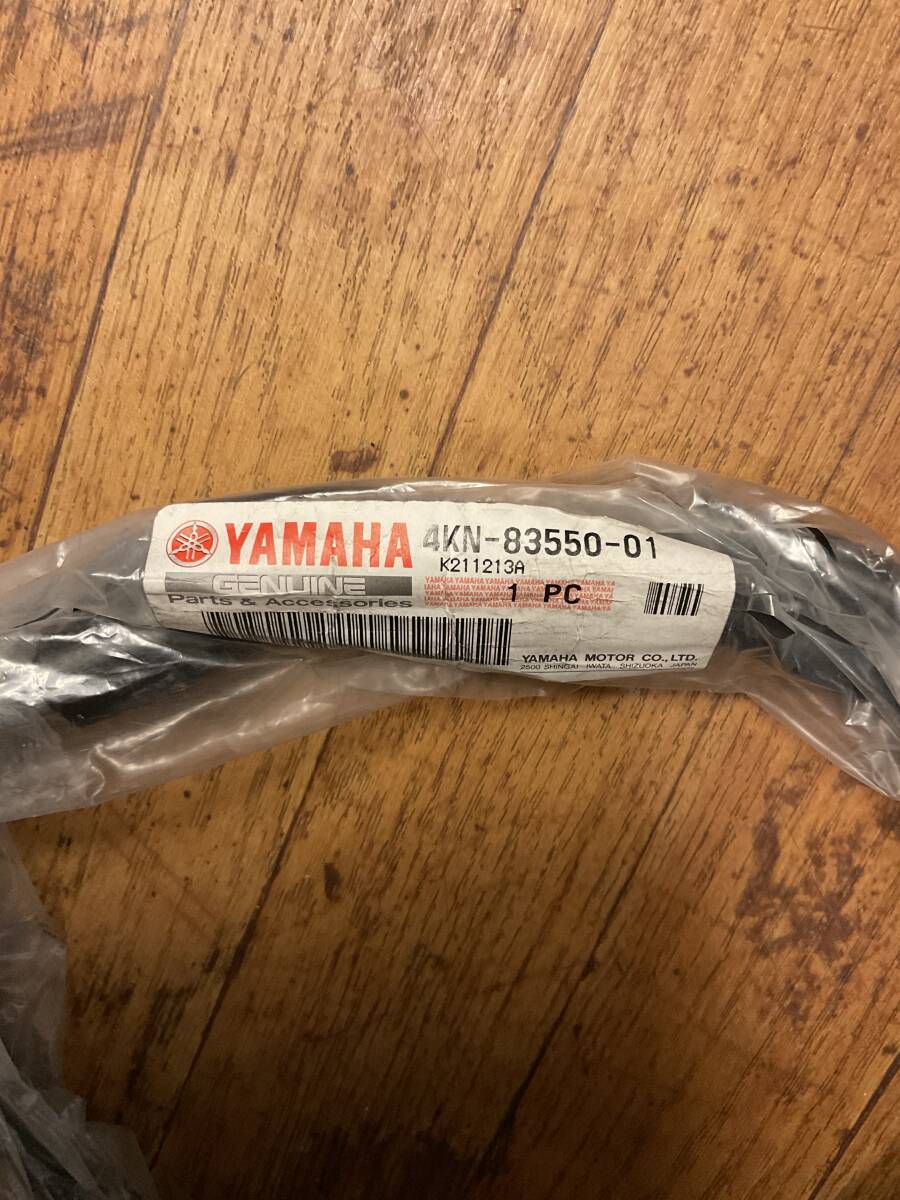 YAMAHA 4KN-83550-01
K211213A
GENUINE
Parts & Accessories
1 PC
YAMAHA MOTOR CO.,LTD.
2500 SHINGAI IWATA SHIZUOKA JAPAN